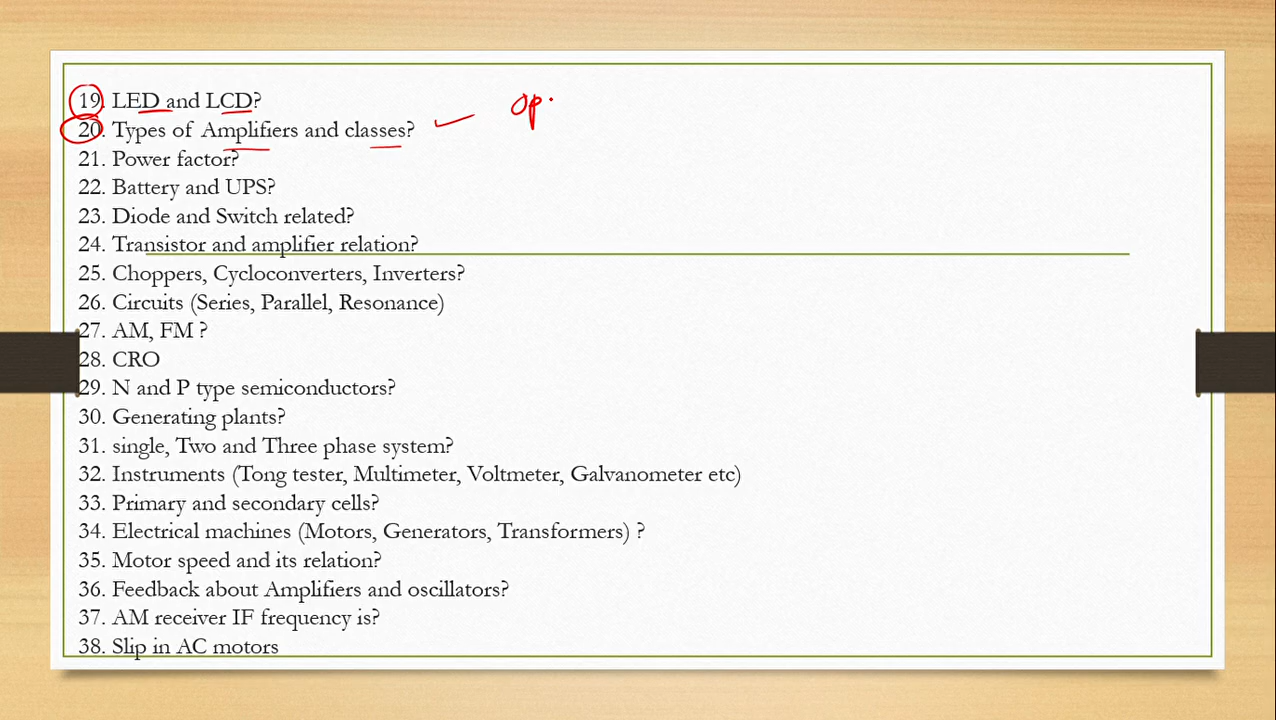 19. LED and LCD?
op.
20. Types of Amplifiers and classes?
21. Power factor?
22. Battery and UPS?
23. Diode and Switch related?
24. Transistor and amplifier relation?
25. Choppers, Cycloconverters, Inverters?
26. Circuits (Series, Parallel, Resonance)
27. AM, FM ?
28. CRO
29. N and P type semiconductors?
30. Generating plants?
31. single, Two and Three phase system?
32. Instruments (Tong tester, Multimeter, Voltmeter, Galvanometer etc)
33. Primary and secondary cells?
34. Electrical machines (Motors, Generators, Transformers) ?
35. Motor speed and its relation?
36. Feedback about Amplifiers and oscillators?
37. AM receiver IF frequency is?
38. Slip in AC motors